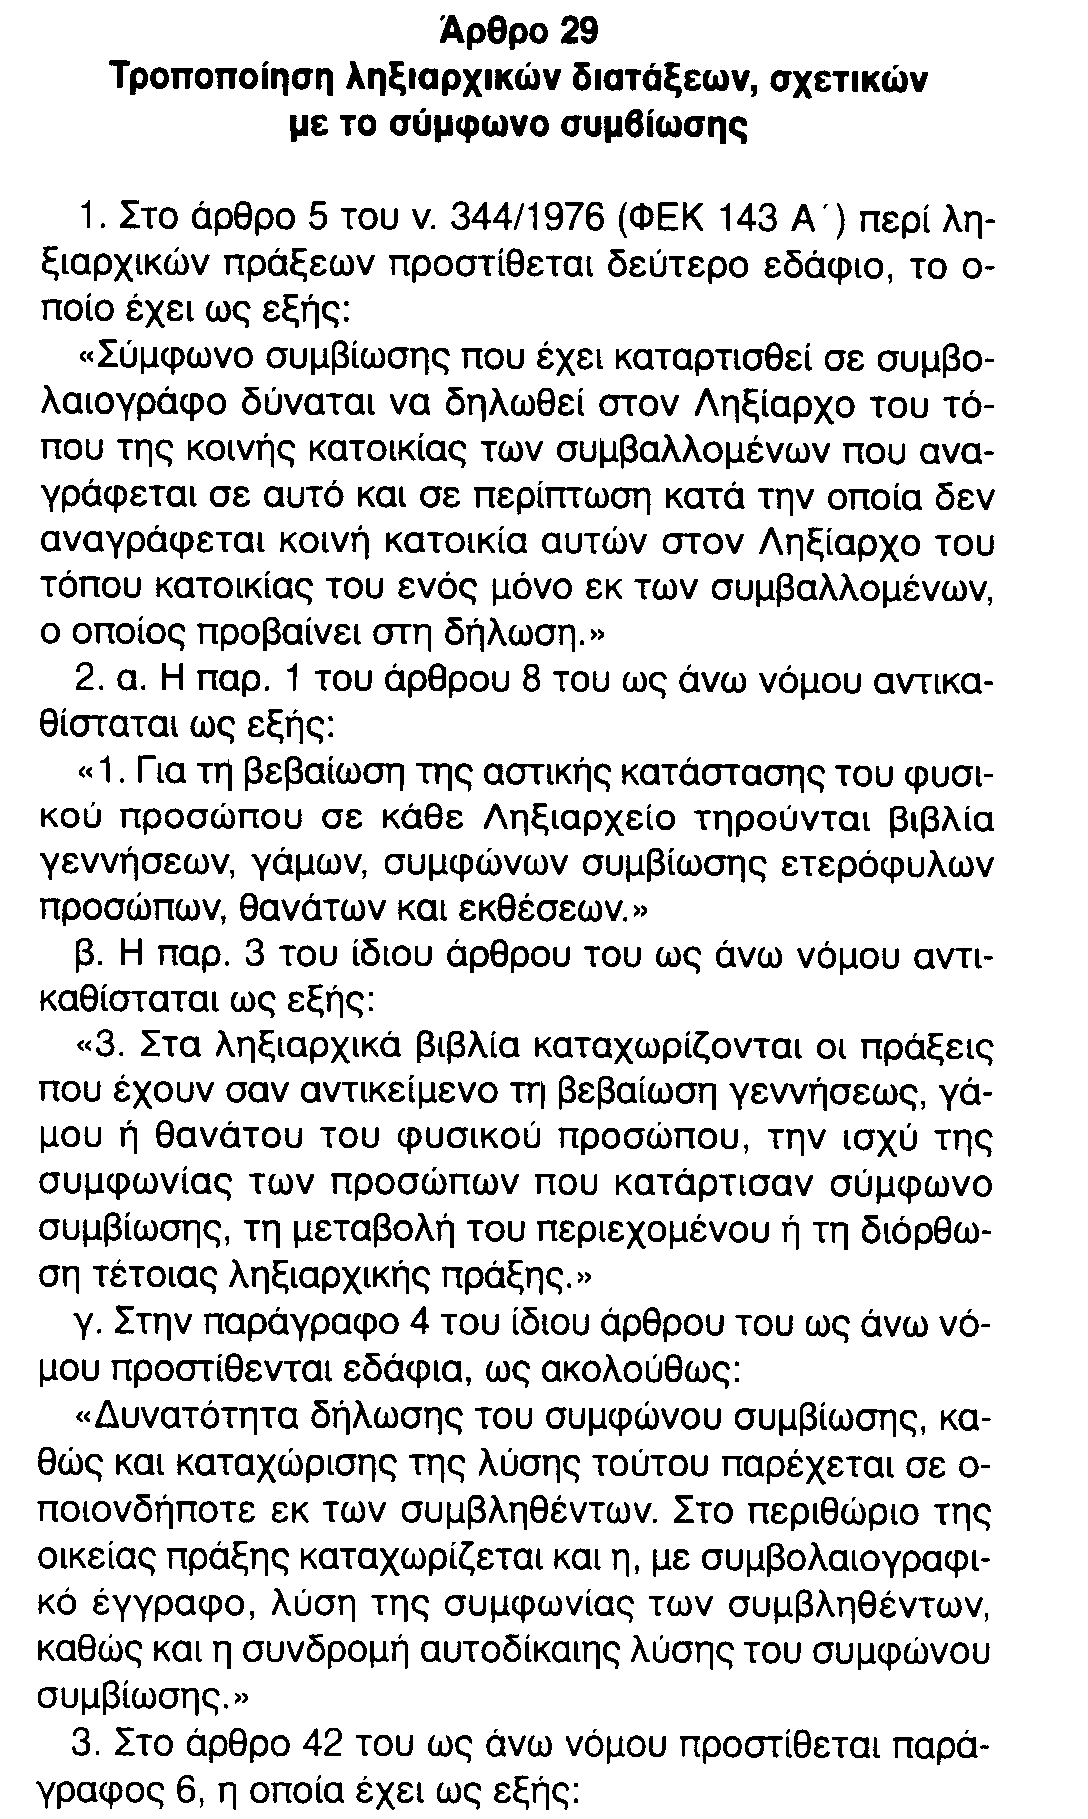 Άρθρο 29
Τροποποίηση ληξιαρχικών διατάξεων, σχετικών
με το σύμφωνο συμβίωσης
1. Στο άρθρο 5 του ν. 344/1976 (ΦΕΚ 143 Α΄) περί λη-
ξιαρχικών πράξεων προστίθεται δεύτερο εδάφιο, το ο-
ποίο έχει ως εξής:
«Σύμφωνο συμβίωσης που έχει καταρτισθεί σε συμβο-
λαιογράφο δύναται να δηλωθεί στον Ληξίαρχο του τό-
που της κοινής κατοικίας των συμβαλλομένων που ανα-
γράφεται σε αυτό και σε περίπτωση κατά την οποία δεν
αναγράφεται κοινή κατοικία αυτών στον Ληξίαρχο του
τόπου κατοικίας του ενός μόνο εκ των συμβαλλομένων,
ο οποίος προβαίνει στη δήλωση.»
2. α. Η παρ. 1 του άρθρου 8 του ως άνω νόμου αντικα-
θίσταται ως εξής:
«1. Για τη βεβαίωση της αστικής κατάστασης του φυσι-
κού προσώπου σε κάθε Ληξιαρχείο τηρούνται βιβλία
γεννήσεων, γάμων, συμφώνων συμβίωσης ετερόφυλων
προσώπων, θανάτων και εκθέσεων.»
β. Η παρ. 3 του ίδιου άρθρου του ως άνω νόμου αντι-
καθίσταται ως εξής:
«3. Στα ληξιαρχικά βιβλία καταχωρίζονται οι πράξεις
που έχουν σαν αντικείμενο τη βεβαίωση γεννήσεως, γά-
μου ή θανάτου του φυσικού προσώπου, την ισχύ της
συμφωνίας των προσώπων που κατάρτισαν σύμφωνο
συμβίωσης, τη μεταβολή του περιεχομένου ή τη διόρθω-
ση τέτοιας ληξιαρχικής πράξης.»
γ. Στην παράγραφο 4 του ίδιου άρθρου του ως άνω νό-
μου προστίθενται εδάφια, ως ακολούθως:
«Δυνατότητα δήλωσης του συμφώνου συμβίωσης, κα-
θώς και καταχώρισης της λύσης τούτου παρέχεται σε ο-
ποιονδήποτε εκ των συμβληθέντων. Στο περιθώριο της
οικείας πράξης καταχωρίζεται και η, με συμβολαιογραφι-
κό έγγραφο, λύση της συμφωνίας των συμβληθέντων,
καθώς και η συνδρομή αυτοδίκαιης λύσης του συμφώνου
συμβίωσης.»
3. Στο άρθρο 42 του ως άνω νόμου προστίθεται παρά-
γραφος 6, η οποία έχει ως εξής: